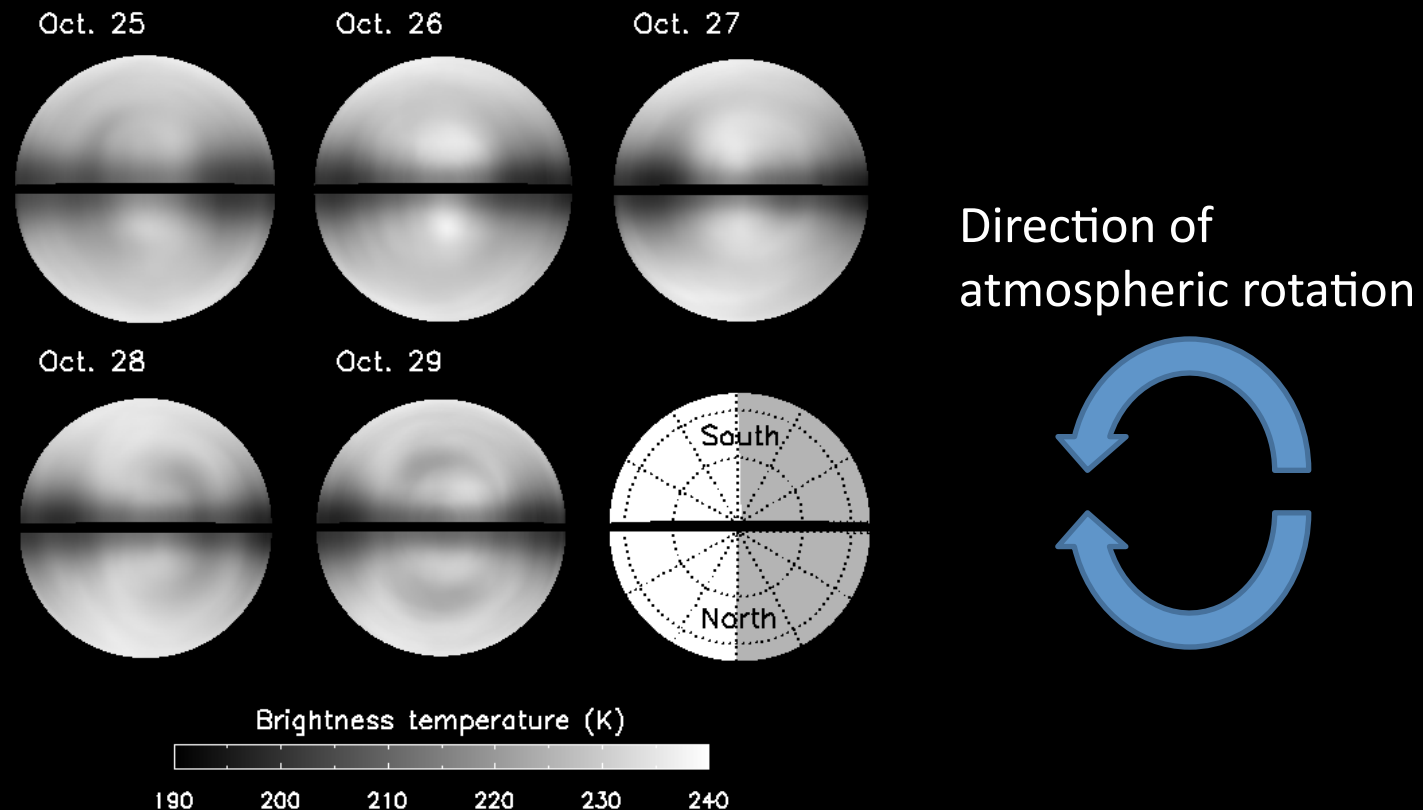 Oct. 25
Oct. 26
Oct. 27
Direction of
atmospheric rotation
Oct. 28
Oct. 29
South
North
Brightness temperature (K)
190 200 210 220 230 240